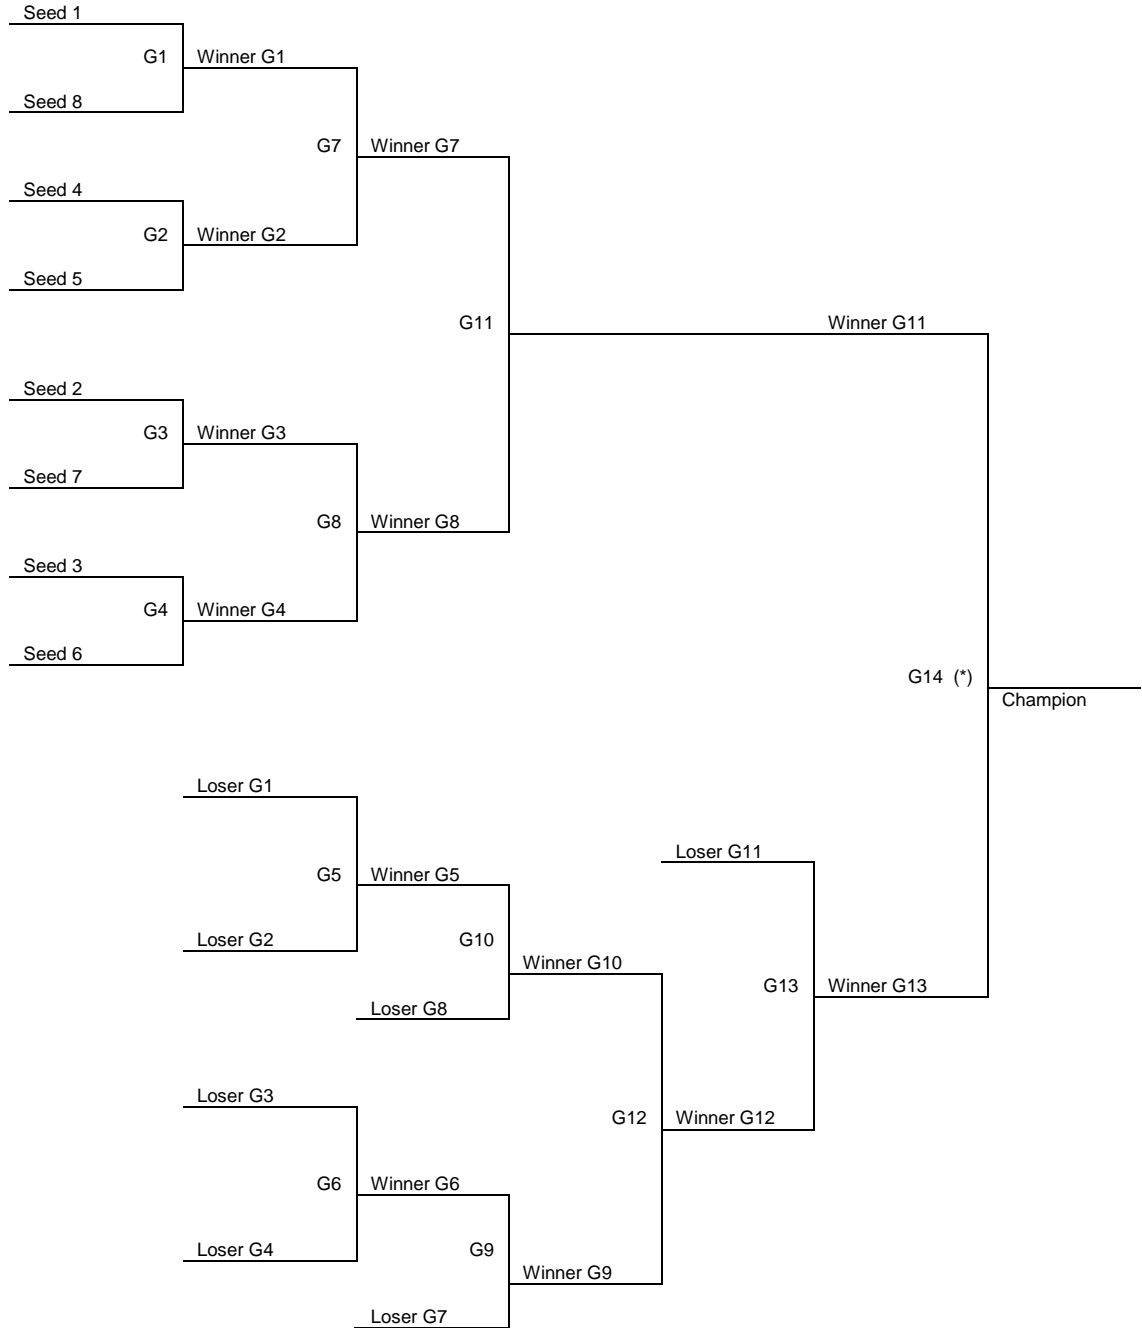 Seed 1
G1 Winner G1
Seed 8
G7 Winner G7
Seed 4
G2 Winner G2
Seed 5
G11 Winner G11
Seed 2
G3 Winner G3
Seed 7
G8 Winner G8
Seed 3
G4 Winner G4
Seed 6
G14 (*)
Champion
Loser G1
Loser G11
G5 Winner G5
Loser G2
G10
Winner G10
G13 Winner G13
Loser G8
Loser G3
G12 Winner G12
G6 Winner G6
Loser G4
G9
Winner G9
Loser G7